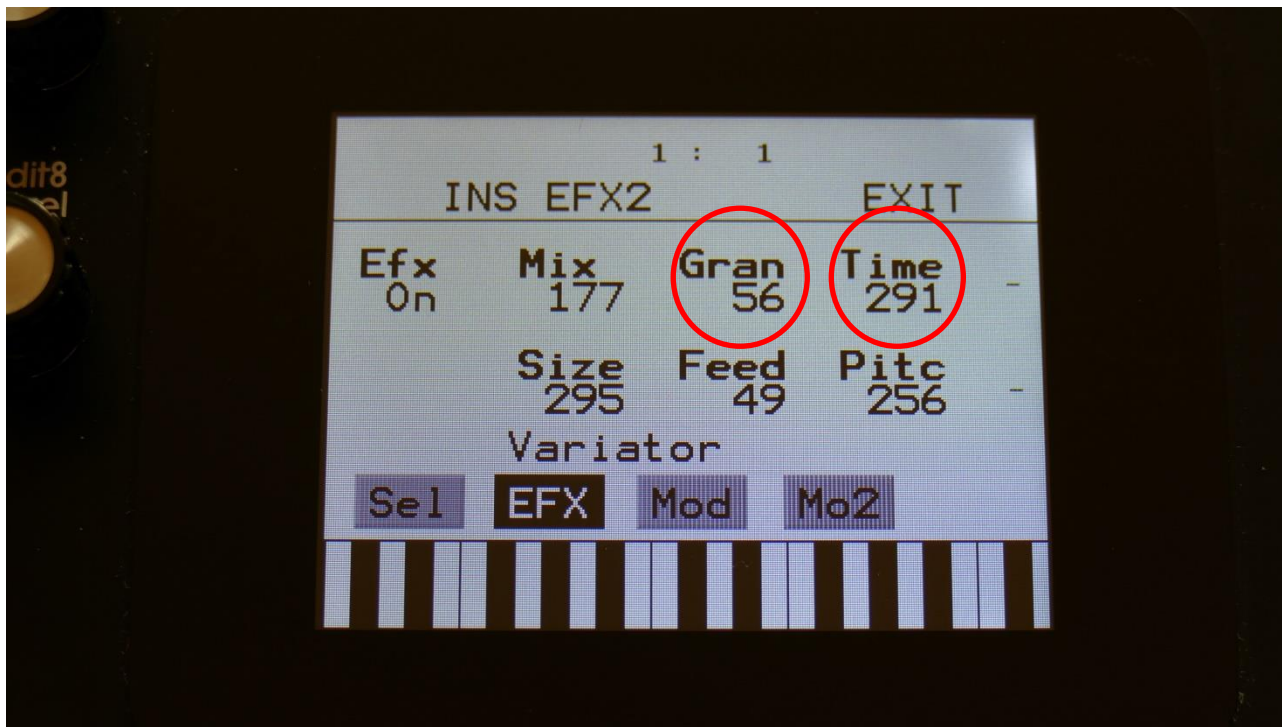 1 : 1
dit8
INS EFX2 EXIT
Efx Mix Gran Time
On 177 56 291
Size Feed Pitc
295 49 256
Variator
Sel EFX Mod Mo2